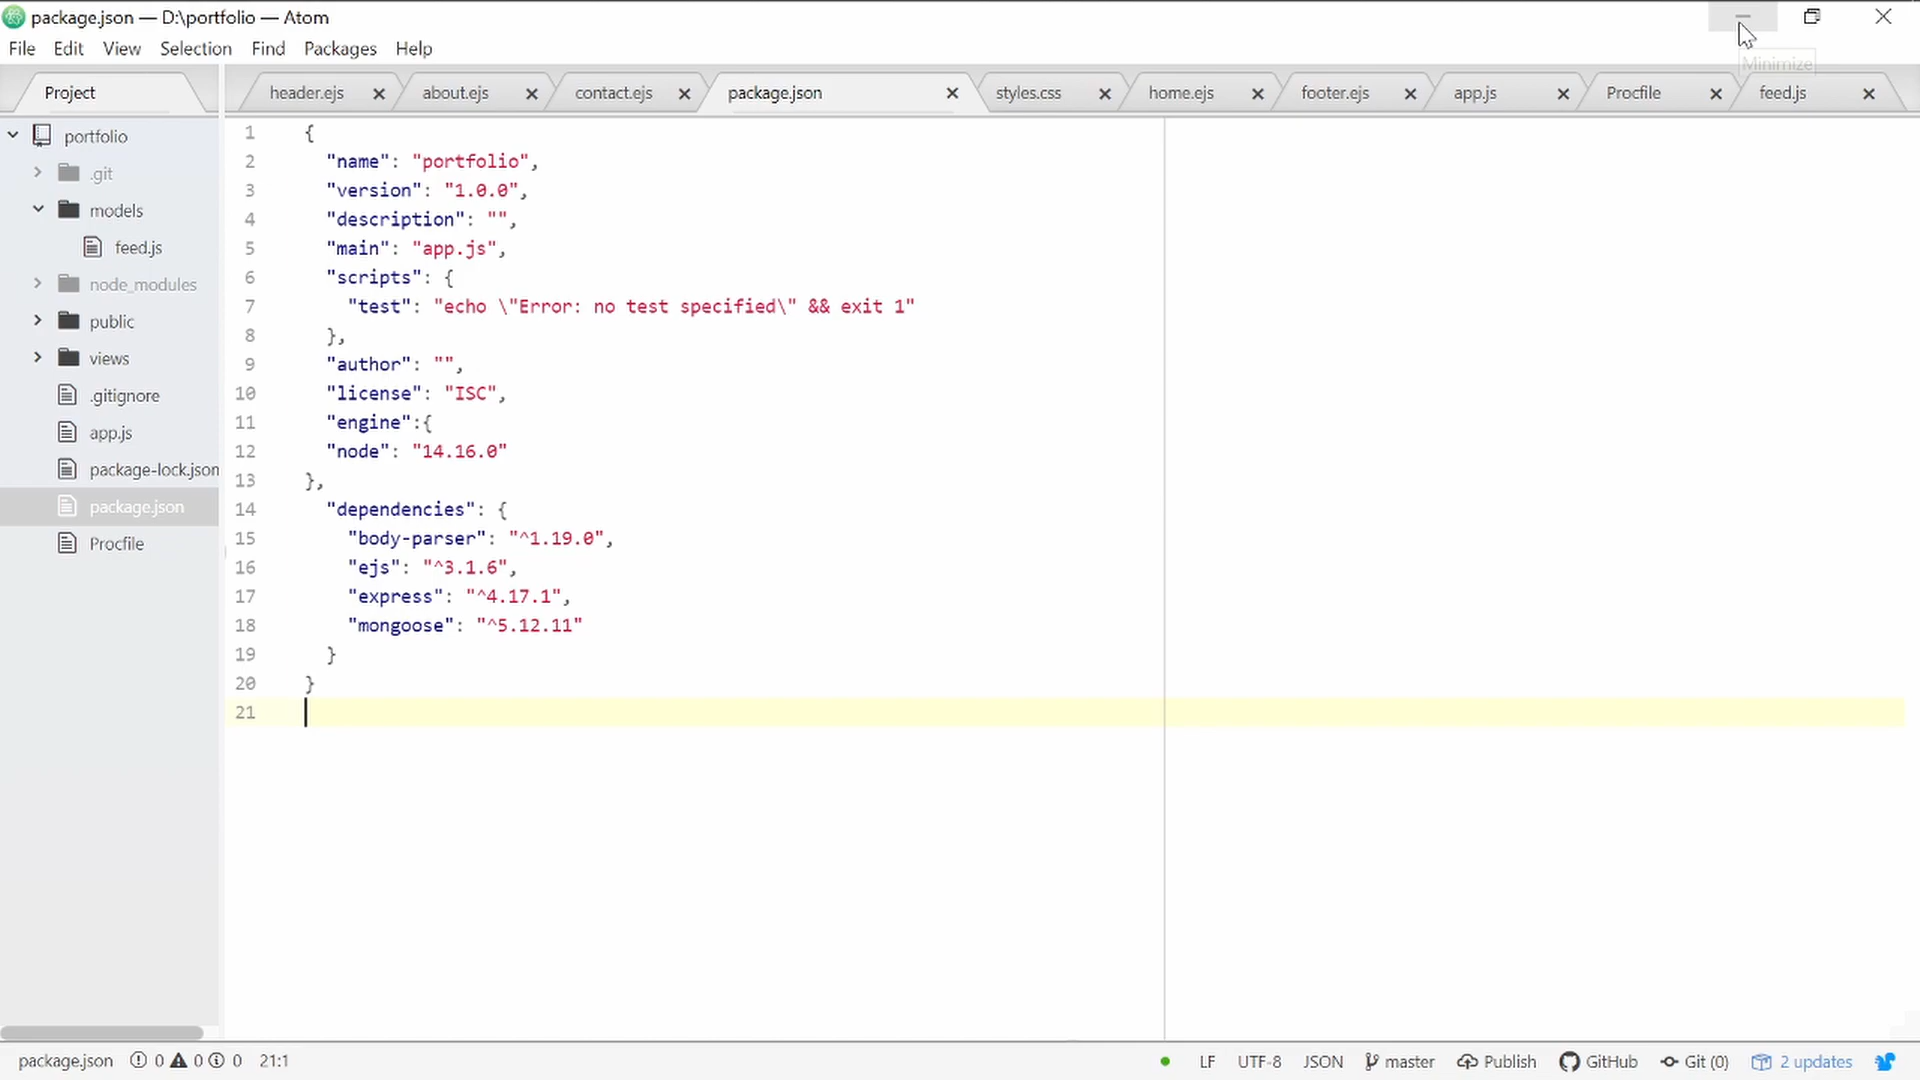 package.json — D:\portfolio — Atom
File Edit View Selection Find Packages Help
Minimize
Project
header.ejs about.ejs contact.ejs package.json styles.css home.ejs footer.ejs app.js Procfile feed.js
portfolio
.git
models
feed.js
node_modules
public
views
.gitignore
app.js
package-lock.json
package.json
Procfile
1 {
2 "name": "portfolio",
3 "version": "1.0.0",
4 "description": "",
5 "main": "app.js",
6 "scripts": {
7 "test": "echo \"Error: no test specified\" && exit 1"
8 },
9 "author": "",
10 "license": "ISC",
11 "engine":{
12 "node": "14.16.0"
13 },
14 "dependencies": {
15 "body-parser": "^1.19.0",
16 "ejs": "^3.1.6",
17 "express": "^4.17.1",
18 "mongoose": "^5.12.11"
19 }
20 }
21
package.json 0 0 0 21:1 LF UTF-8 JSON master Publish GitHub Git (0) 2 updates